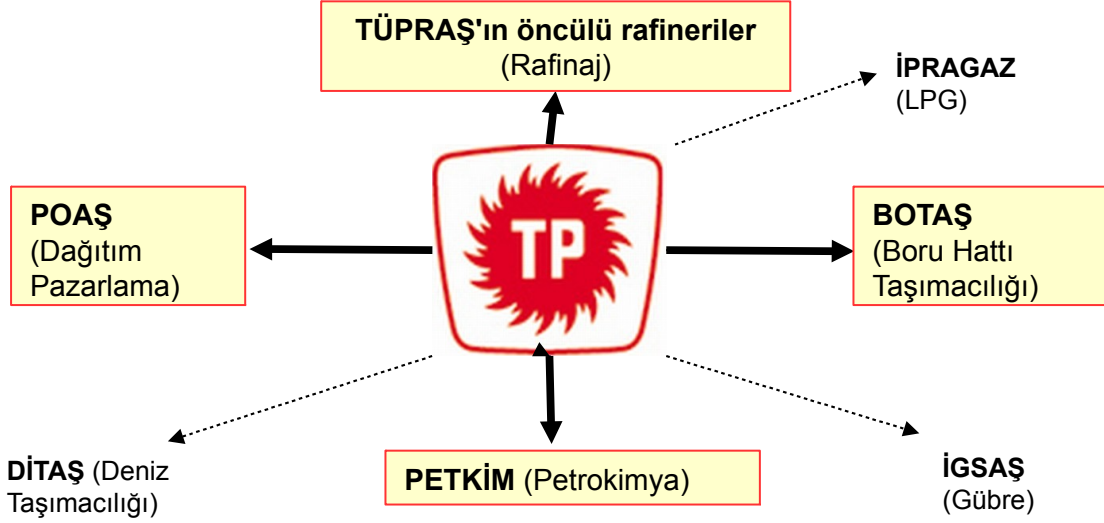 TÜPRAŞ'ın öncülü rafineriler
(Rafinaj)
İPRAGAZ
(LPG)
POAŞ
(Dağıtım
Pazarlama)
TP
BOTAŞ
(Boru Hattı
Taşımacılığı)
DİTAŞ (Deniz
Taşımacılığı)
PETKİM (Petrokimya)
İGSAŞ
(Gübre)